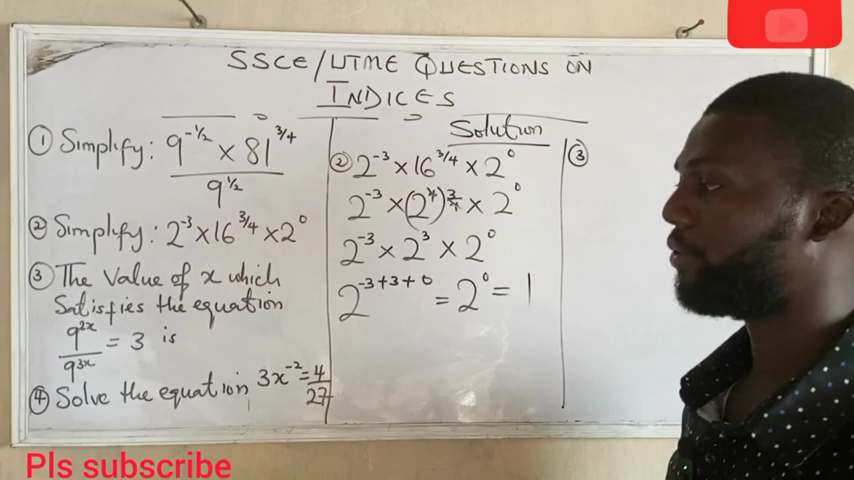 SSCE/UTME QUESTIONS ON
INDICES
① Simplify: 9^{-1/2} × 81^{3/4}
9^{1/2}
② Simplify: 2^{-3} × 16^{3/4} × 2^0
③ The value of x which
Satisfies the equation
9^{2x}/9^{3x} = 3 is
④ Solve the equation 3x^{-2} = 4/27
Solution
② 2^{-3} × 16^{3/4} × 2^0
2^{-3} × (2^4)^{3/4} × 2^0
2^{-3} × 2^3 × 2^0
2^{-3+3+0} = 2^0 = 1
③
Pls subscribe